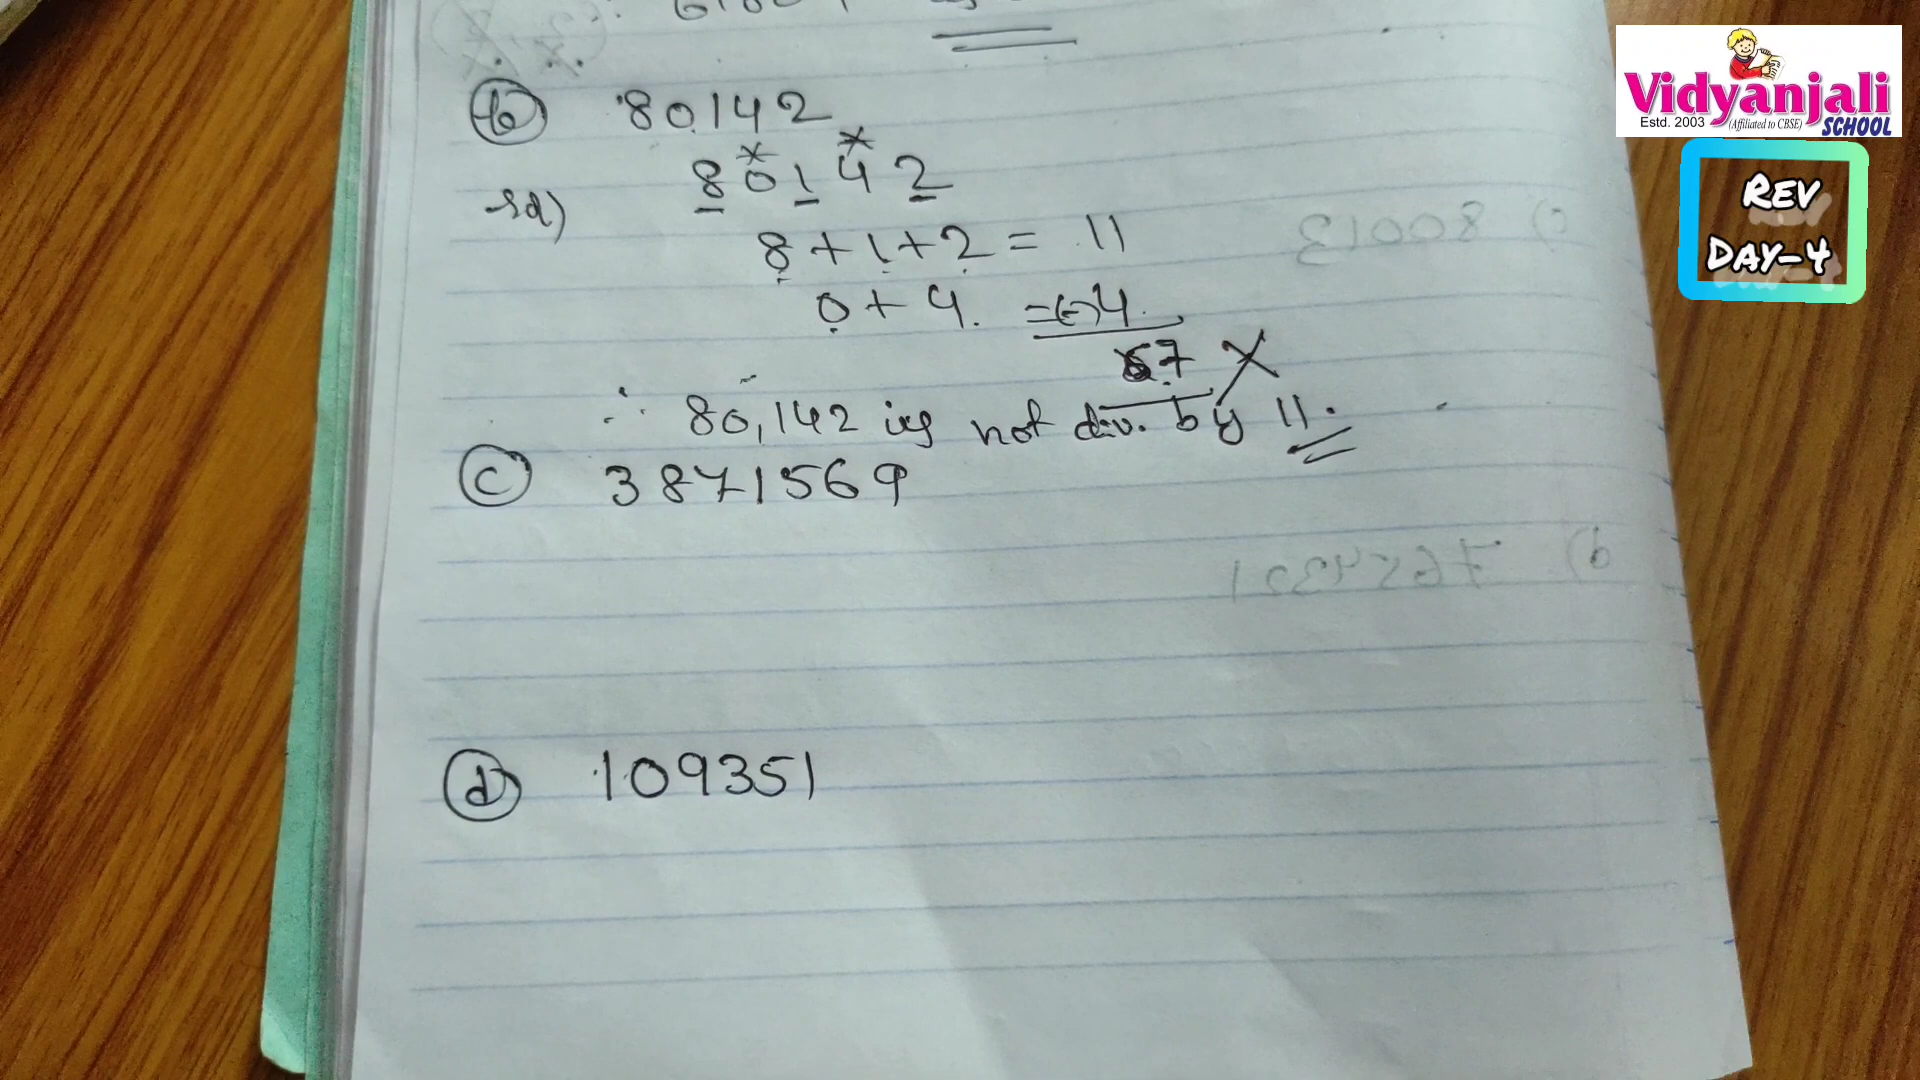 Vidyanjali
Estd. 2003 (Affiliated to CBSE) SCHOOL
REV
DAY-4
(b) 80142
80142
sol)
8+1+2 = 11
0+4 =(-)4
7
∴ 80,142 is not div. by 11.
(c) 3871569
(d) 109351